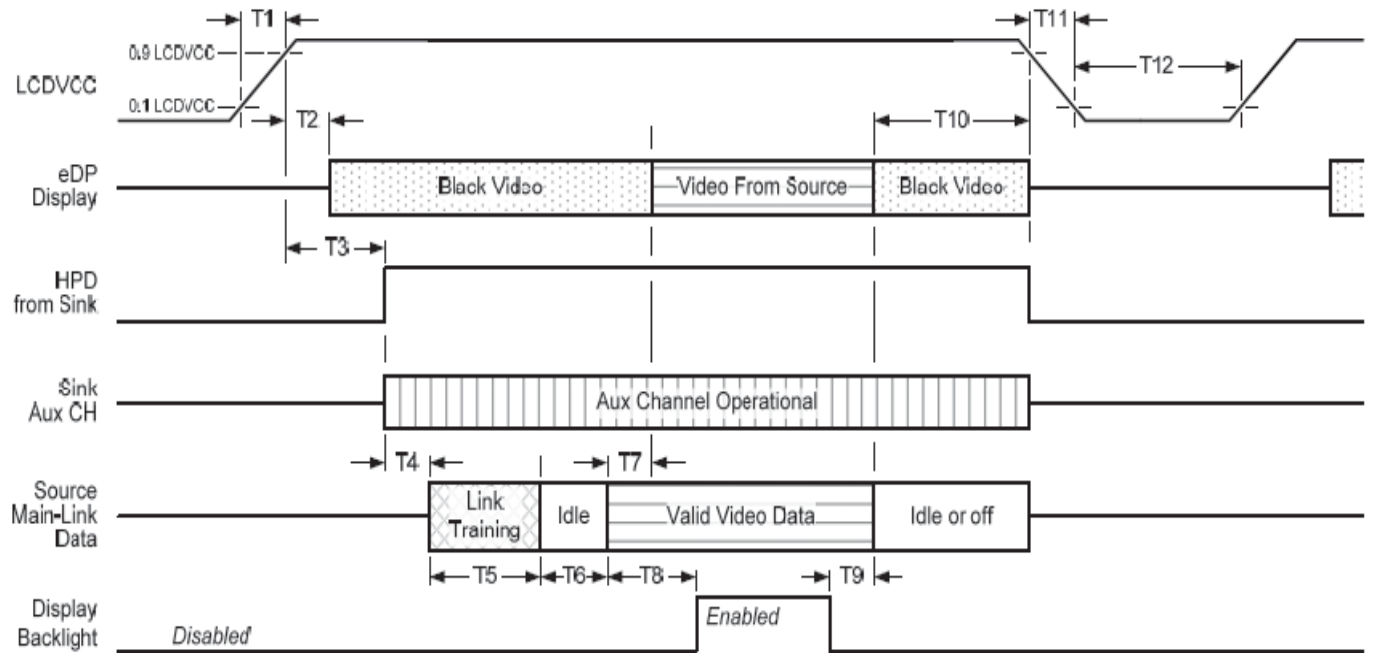 T1
T11
0.9 LCDVCC
LCDVCC
T12
0.1 LCDVCC
T2
T10
eDP
Display
Black Video
Video From Source
Black Video
T3
HPD
from Sink
Sink
Aux CH
Aux Channel Operational
T4
T7
Source
Main-Link
Data
Link
Training
Idle
Valid Video Data
Idle or off
T5
T6
T8
T9
Display
Backlight
Disabled
Enabled